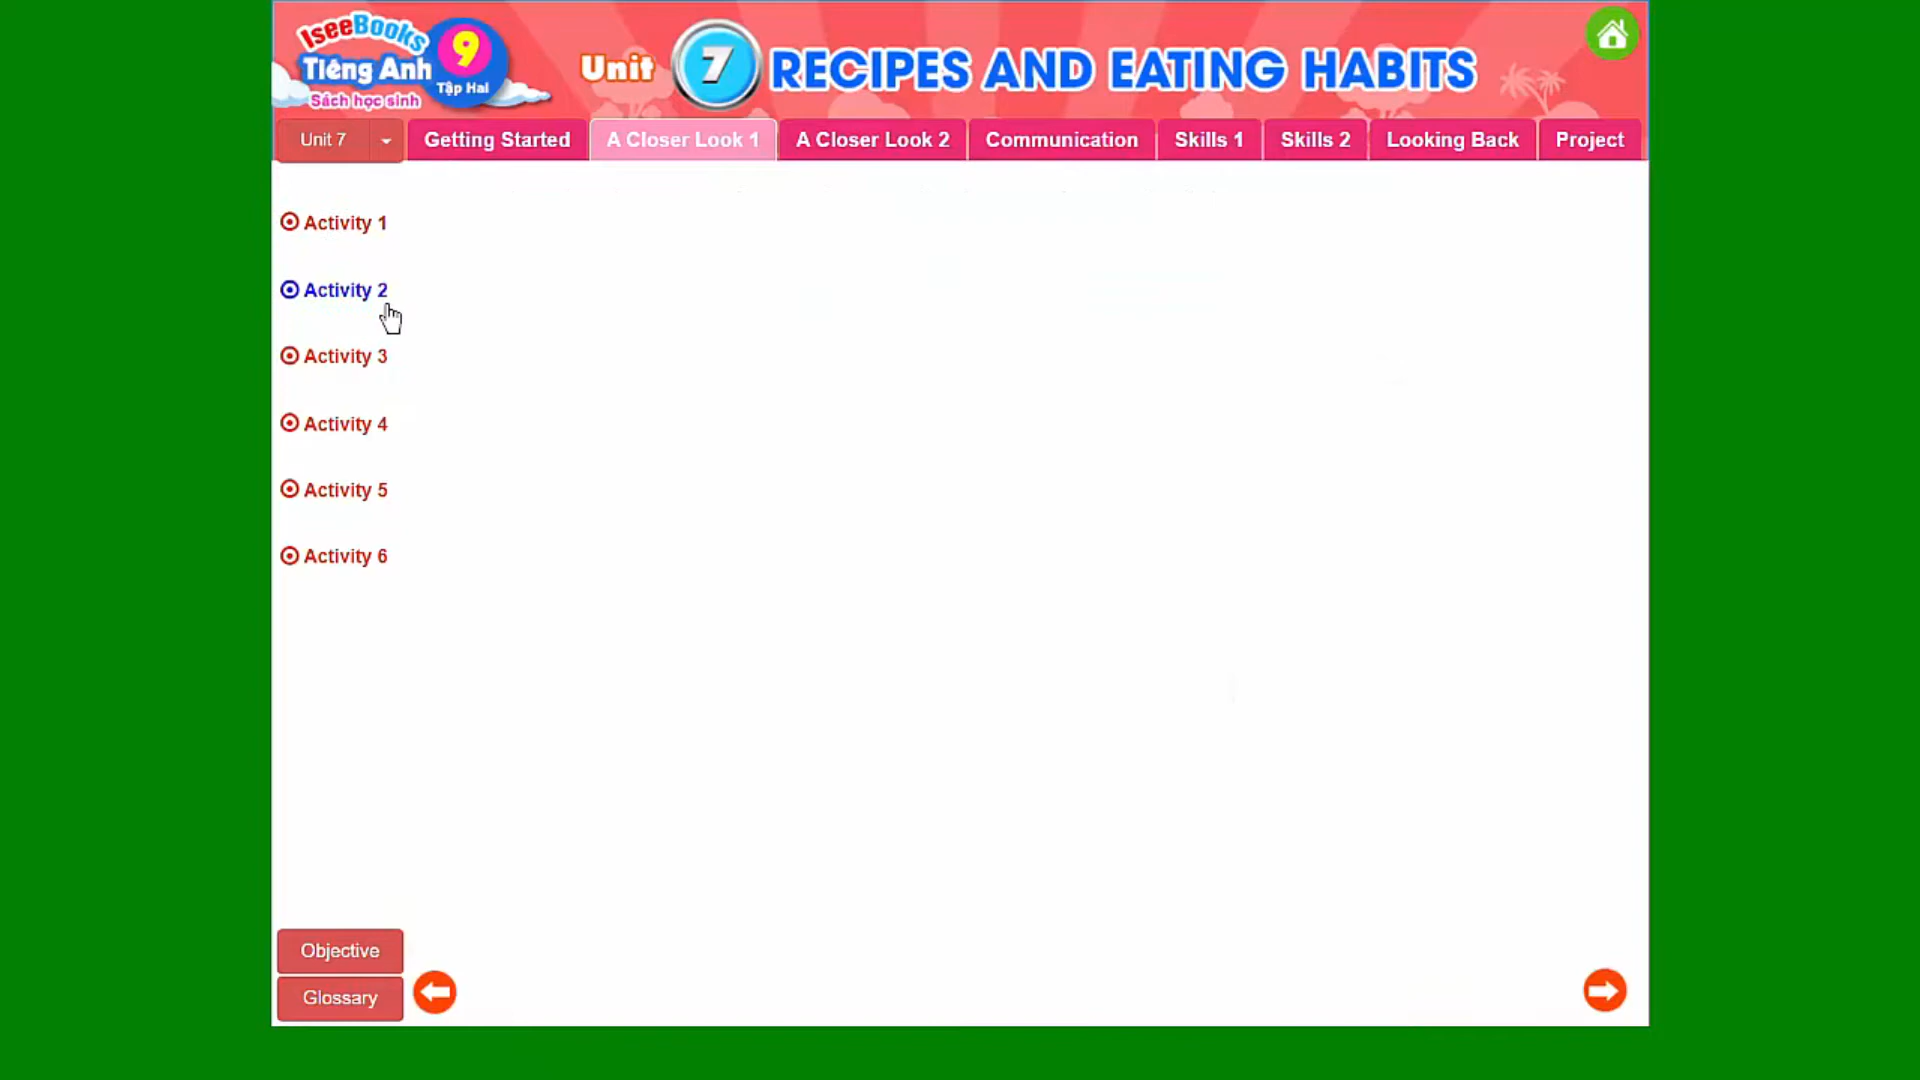 IseeBooks
Tiếng Anh 9
Tập Hai
Sách học sinh
Unit 7 RECIPES AND EATING HABITS
Unit 7 Getting Started A Closer Look 1 A Closer Look 2 Communication Skills 1 Skills 2 Looking Back Project
Activity 1
Activity 2
Activity 3
Activity 4
Activity 5
Activity 6
Objective
Glossary